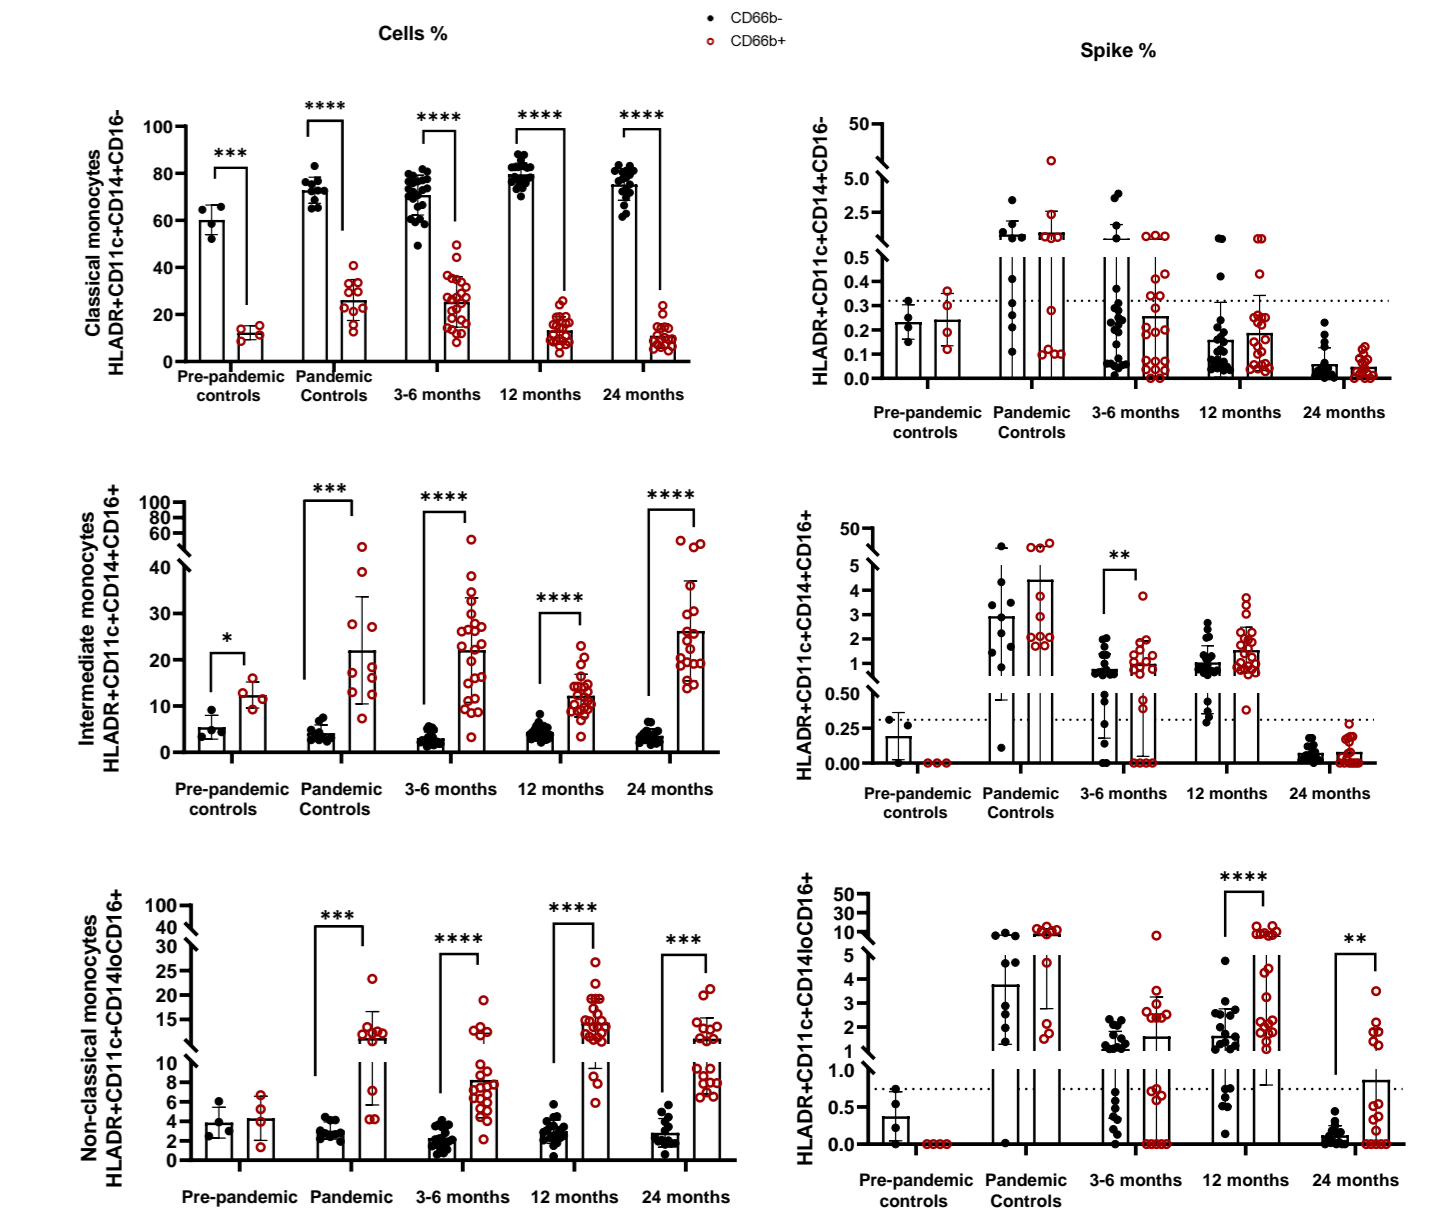 CD66b-
CD66b+
Cells %
Spike %
Classical monocytes
HLADR+CD11c+CD14+CD16-
100
80
60
40
20
0
***
****
****
****
****
Pre-pandemic
controls
Pandemic
Controls
3-6 months
12 months
24 months
HLADR+CD11c+CD14+CD16-
50
5.0
2.5
0.5
0.4
0.3
0.2
0.1
0.0
Pre-pandemic
controls
Pandemic
Controls
3-6 months
12 months
24 months
Intermediate monocytes
HLADR+CD11c+CD14+CD16+
100
80
60
40
30
20
10
0
*
***
****
****
****
Pre-pandemic
controls
Pandemic
Controls
3-6 months
12 months
24 months
HLADR+CD11c+CD14+CD16+
50
5
4
3
2
1
0.50
0.25
0.00
**
Pre-pandemic
controls
Pandemic
Controls
3-6 months
12 months
24 months
Non-classical monocytes
HLADR+CD11c+CD14loCD16+
100
40
30
25
20
15
10
8
6
4
2
0
***
****
****
***
Pre-pandemic
Pandemic
3-6 months
12 months
24 months
HLADR+CD11c+CD14loCD16+
50
30
10
5
4
3
2
1
1.0
0.5
0.0
****
**
Pre-pandemic
controls
Pandemic
Controls
3-6 months
12 months
24 months